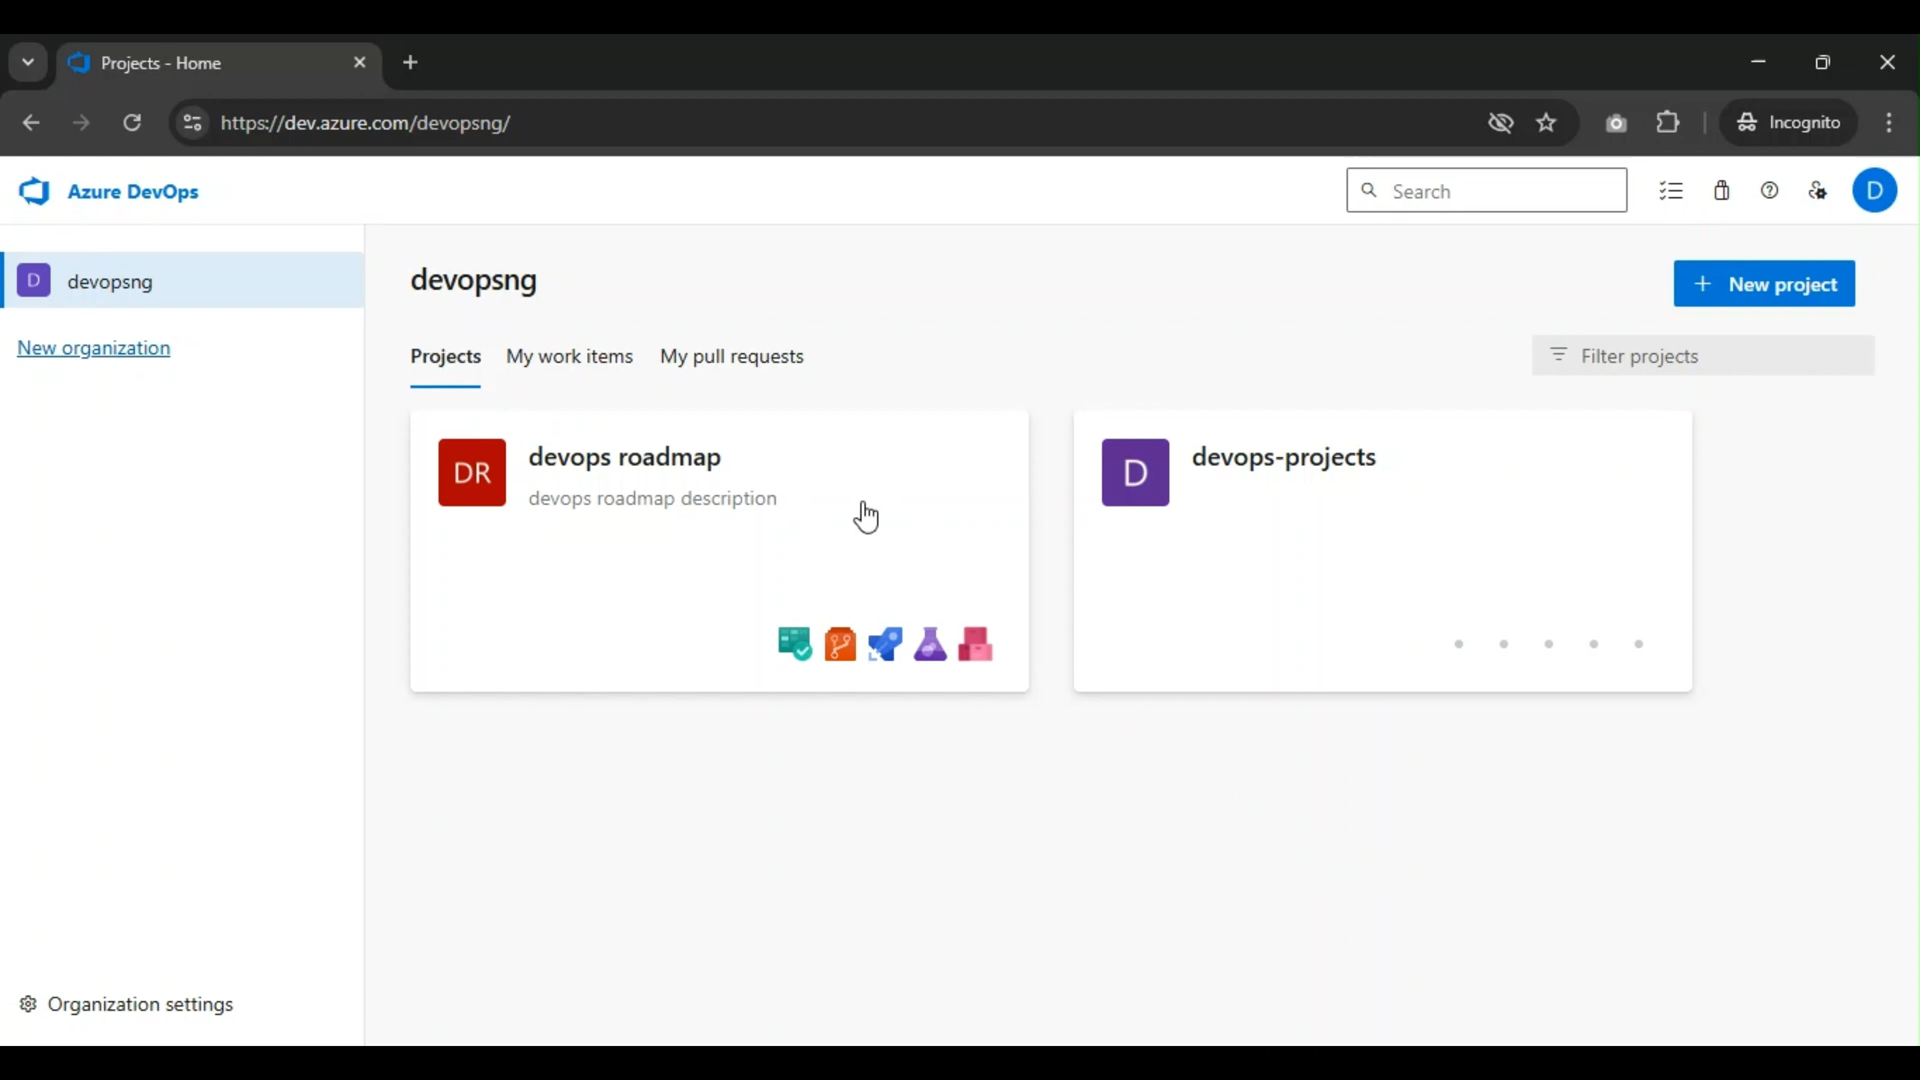 Projects - Home
https://dev.azure.com/devopsng/
Incognito
Azure DevOps
Search
D
D devopsng
New organization
devopsng
New project
Projects My work items My pull requests
Filter projects
DR
devops roadmap
devops roadmap description
D
devops-projects
Organization settings